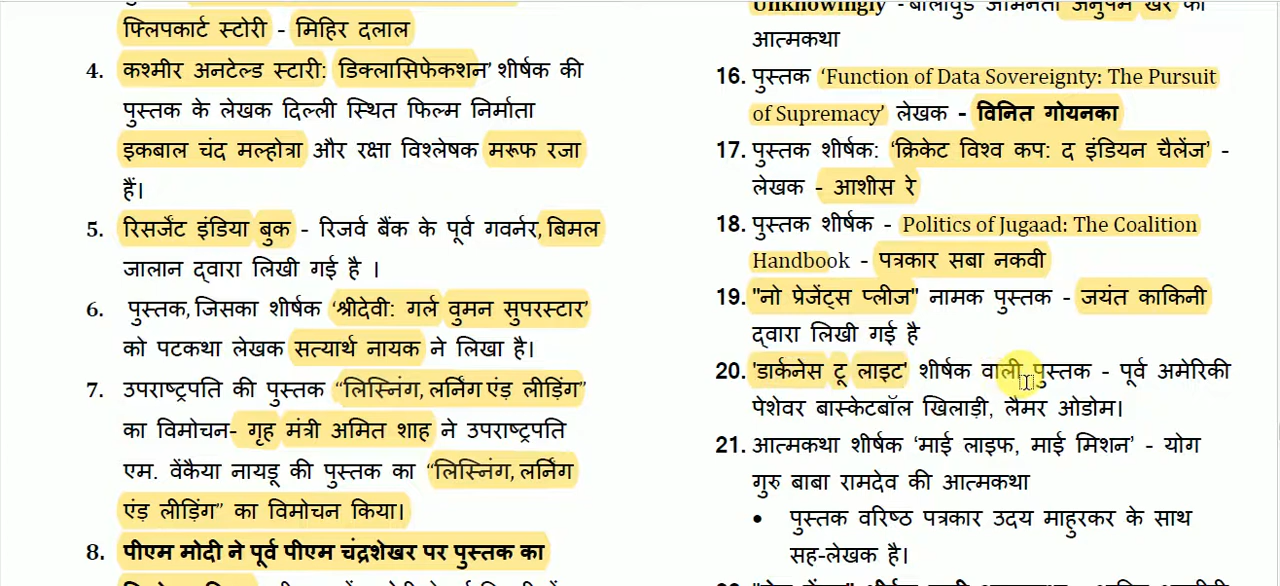 फ्लिपकार्ट स्टोरी - मिहिर दलाल
4. कश्मीर अनटेल्ड स्टारी: डिक्लासिफेकशन’ शीर्षक की
पुस्तक के लेखक दिल्ली स्थित फिल्म निर्माता
इकबाल चंद मल्होत्रा और रक्षा विश्लेषक मरूफ रजा
हैं।
5. रिसर्जेंट इंडिया बुक - रिजर्व बैंक के पूर्व गवर्नर, बिमल
जालान द्वारा लिखी गई है ।
6. पुस्तक, जिसका शीर्षक ‘श्रीदेवी: गर्ल वुमन सुपरस्टार’
को पटकथा लेखक सत्यार्थ नायक ने लिखा है।
7. उपराष्ट्रपति की पुस्तक “लिस्निंग, लर्निंग एंड़ लीडिंग”
का विमोचन- गृह मंत्री अमित शाह ने उपराष्ट्रपति
एम. वेंकैया नायडू की पुस्तक का “लिस्निंग, लर्निंग
एंड़ लीड़िंग” का विमोचन किया।
8. पीएम मोदी ने पूर्व पीएम चंद्रशेखर पर पुस्तक का
Unknowingly - बॉलीवुड अभिनेता अनुपम खेर की
आत्मकथा
16. पुस्तक ‘Function of Data Sovereignty: The Pursuit
of Supremacy’ लेखक - विनित गोयनका
17. पुस्तक शीर्षक: ‘क्रिकेट विश्व कप: द इंडियन चैलेंज’ -
लेखक - आशीस रे
18. पुस्तक शीर्षक - Politics of Jugaad: The Coalition
Handbook - पत्रकार सबा नकवी
19. "नो प्रेजेंट्स प्लीज" नामक पुस्तक - जयंत काकिनी
द्वारा लिखी गई है
20. 'डार्कनेस टू लाइट' शीर्षक वाली पुस्तक - पूर्व अमेरिकी
पेशेवर बास्केटबॉल खिलाड़ी, लैमर ओडोम।
21. आत्मकथा शीर्षक ‘माई लाइफ, माई मिशन’ - योग
गुरु बाबा रामदेव की आत्मकथा
• पुस्तक वरिष्ठ पत्रकार उदय माहुरकर के साथ
सह-लेखक है।